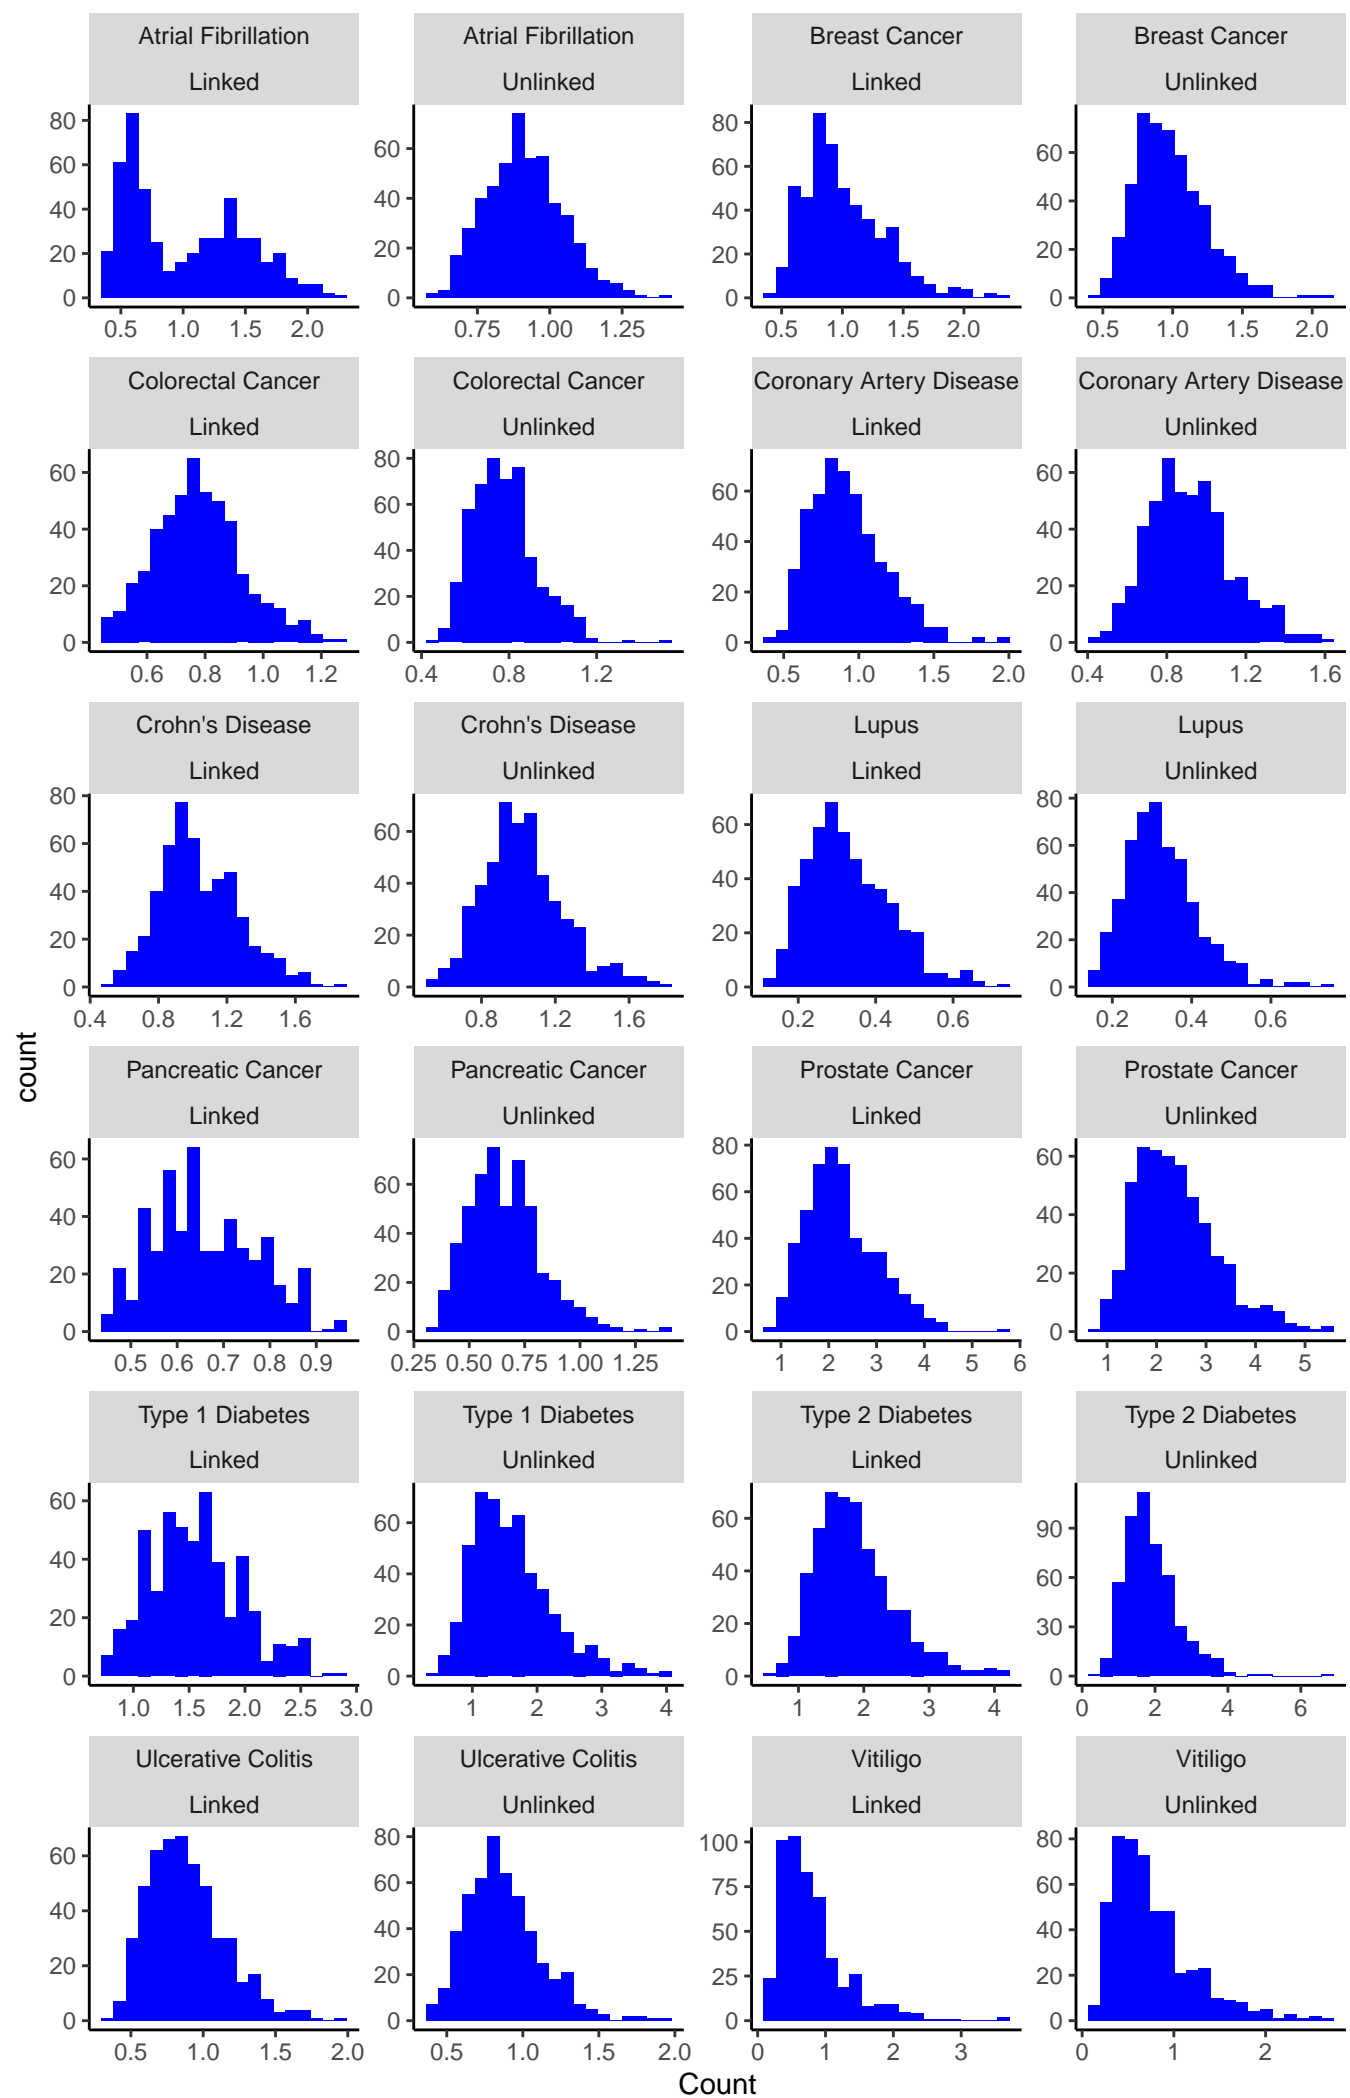 Atrial Fibrillation Atrial Fibrillation Breast Cancer Breast Cancer
Linked Unlinked Linked Unlinked
80 60 40 20 0
60 40 20 0
80 60 40 20 0
60 40 20 0
0.5 1.0 1.5 2.0 0.75 1.00 1.25 0.5 1.0 1.5 2.0 0.5 1.0 1.5 2.0
Colorectal Cancer Colorectal Cancer Coronary Artery Disease Coronary Artery Disease
Linked Unlinked Linked Unlinked
60 40 20 0
80 60 40 20 0
60 40 20 0
60 40 20 0
0.6 0.8 1.0 1.2 0.4 0.8 1.2 0.5 1.0 1.5 2.0 0.4 0.8 1.2 1.6
Crohn's Disease Crohn's Disease Lupus Lupus
Linked Unlinked Linked Unlinked
80 60 40 20 0
60 40 20 0
60 40 20 0
80 60 40 20 0
0.4 0.8 1.2 1.6 0.8 1.2 1.6 0.2 0.4 0.6 0.2 0.4 0.6
count
Pancreatic Cancer Pancreatic Cancer Prostate Cancer Prostate Cancer
Linked Unlinked Linked Unlinked
60 40 20 0
60 40 20 0
80 60 40 20 0
60 40 20 0
0.5 0.6 0.7 0.8 0.9 0.25 0.50 0.75 1.00 1.25 1 2 3 4 5 6 1 2 3 4 5
Type 1 Diabetes Type 1 Diabetes Type 2 Diabetes Type 2 Diabetes
Linked Unlinked Linked Unlinked
60 40 20 0
60 40 20 0
60 40 20 0
90 60 30 0
1.0 1.5 2.0 2.5 3.0 1 2 3 4 1 2 3 4 0 2 4 6
Ulcerative Colitis Ulcerative Colitis Vitiligo Vitiligo
Linked Unlinked Linked Unlinked
60 40 20 0
80 60 40 20 0
100 75 50 25 0
80 60 40 20 0
0.5 1.0 1.5 2.0 0.5 1.0 1.5 2.0 0 1 2 3 0 1 2
Count